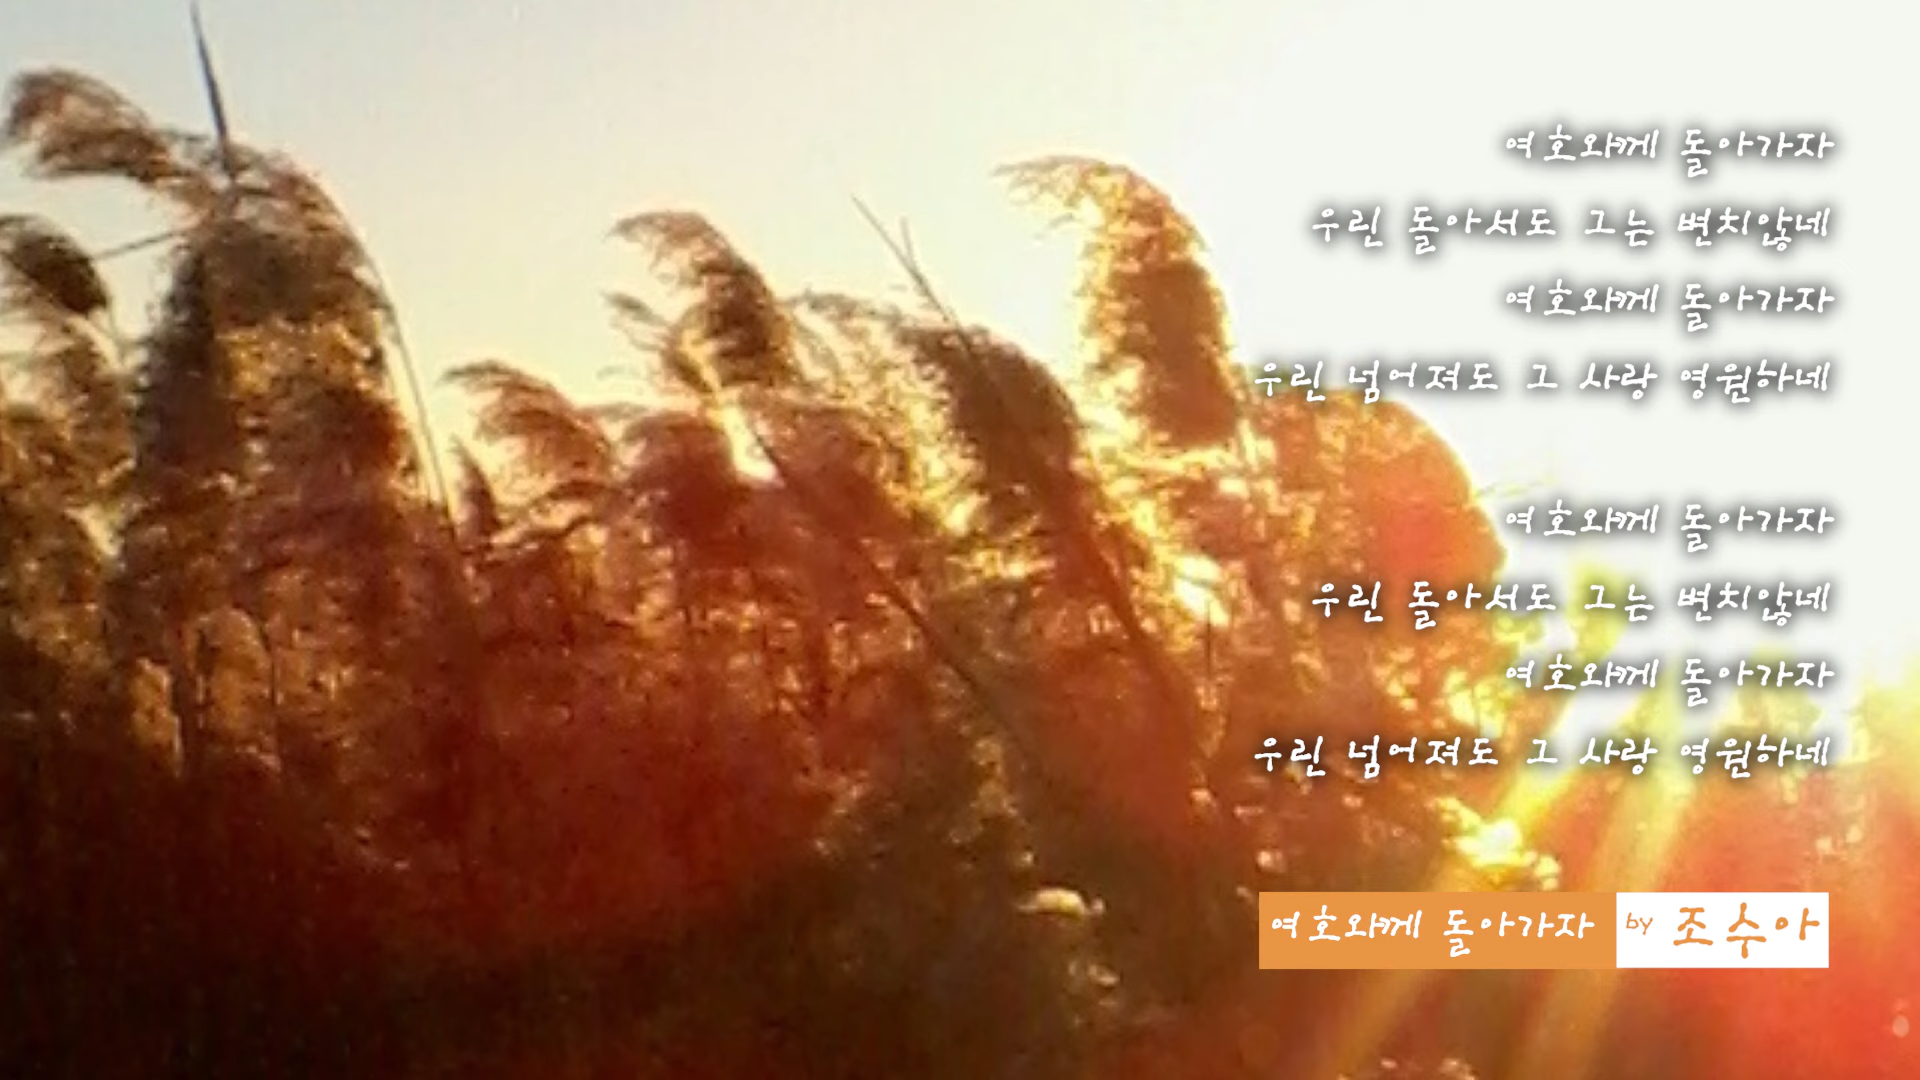 여호와께 돌아가자
우린 돌아서도 그는 변치않네
여호와께 돌아가자
우린 넘어져도 그 사랑 영원하네
여호와께 돌아가자
우린 돌아서도 그는 변치않네
여호와께 돌아가자
우린 넘어져도 그 사랑 영원하네
여호와께 돌아가자 by 조수아